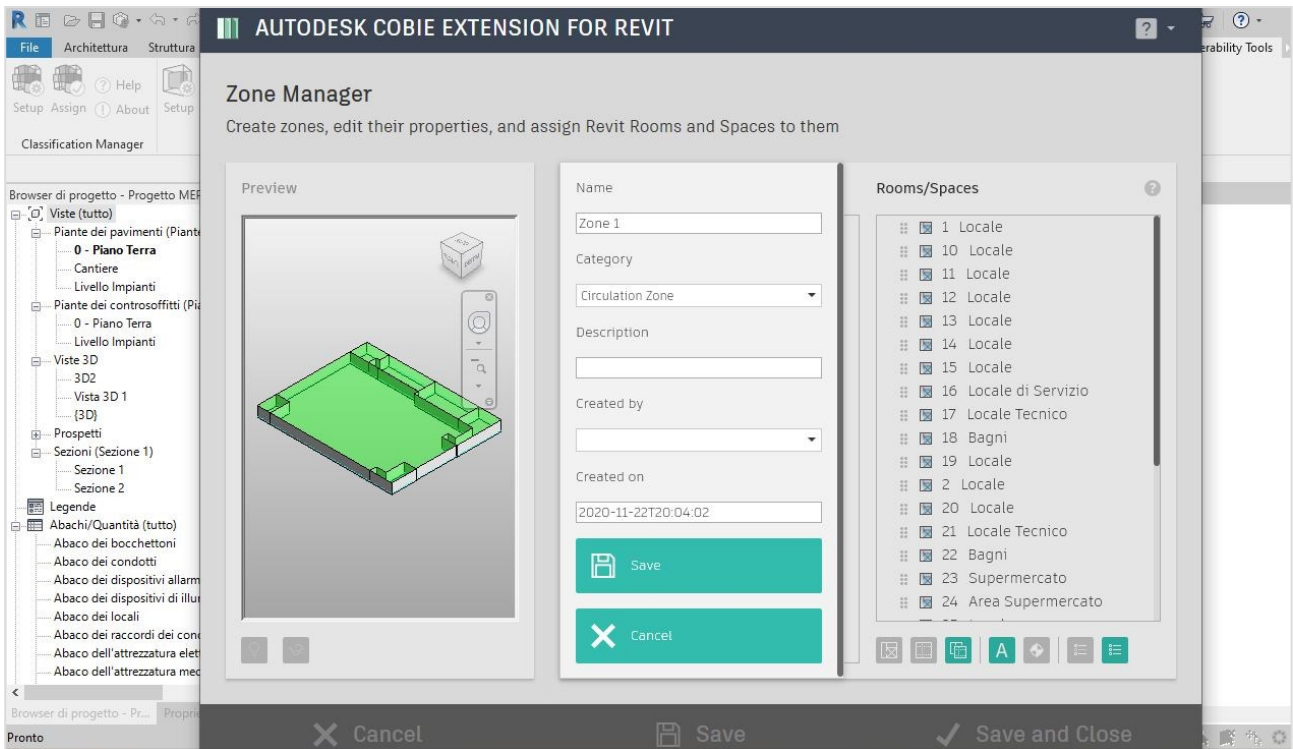 AUTODESK COBIE EXTENSION FOR REVIT
File Architettura Struttura
erability Tools
Help
Setup Assign About Setup
Classification Manager
Zone Manager
Create zones, edit their properties, and assign Revit Rooms and Spaces to them
Browser di progetto - Progetto MEP
Viste (tutto)
Piante dei pavimenti (Piante
0 - Piano Terra
Cantiere
Livello Impianti
Piante dei controsoffitti (Pia
0 - Piano Terra
Livello Impianti
Viste 3D
3D2
Vista 3D 1
{3D}
Prospetti
Sezioni (Sezione 1)
Sezione 1
Sezione 2
Legende
Abachi/Quantità (tutto)
Abaco dei bocchettoni
Abaco dei condotti
Abaco dei dispositivi allarm
Abaco dei dispositivi di illur
Abaco dei locali
Abaco dei raccordi dei cond
Abaco dell'attrezzatura elet
Abaco dell'attrezzatura mec
Browser di progetto - Pr... Proprie
Pronto
Preview
Name
Zone 1
Category
Circulation Zone
Description
Created by
Created on
2020-11-22T20:04:02
Save
Cancel
Rooms/Spaces
1 Locale
10 Locale
11 Locale
12 Locale
13 Locale
14 Locale
15 Locale
16 Locale di Servizio
17 Locale Tecnico
18 Bagni
19 Locale
2 Locale
20 Locale
21 Locale Tecnico
22 Bagni
23 Supermercato
24 Area Supermercato
A
Cancel Save Save and Close